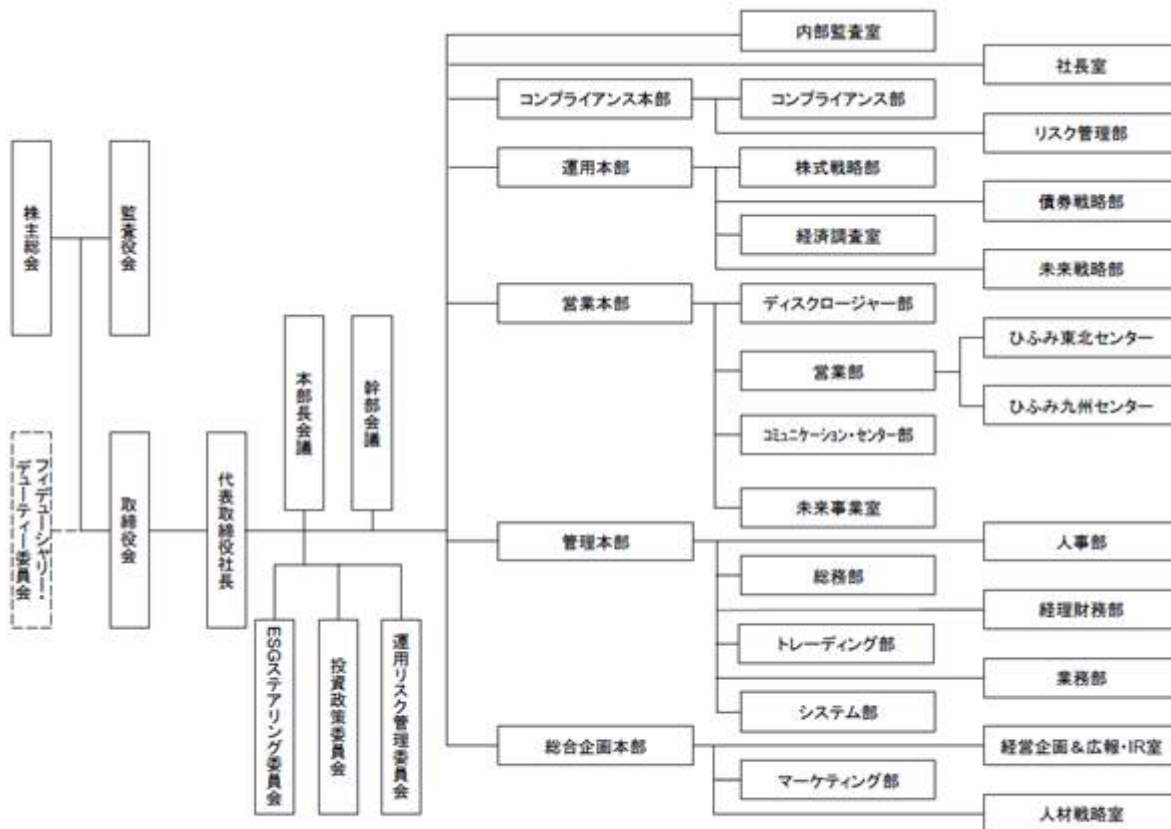 株主総会
監査役会
フィデューシャリー・
デューティー委員会
取締役会
代表取締役社長
本部長会議
幹部会議
ESGステアリング委員会
投資政策委員会
運用リスク管理委員会
内部監査室
社長室
コンプライアンス本部
コンプライアンス部
リスク管理部
運用本部
株式戦略部
債券戦略部
経済調査室
未来戦略部
営業本部
ディスクロージャー部
営業部
ひふみ東北センター
ひふみ九州センター
コミュニケーション・センター部
未来事業室
管理本部
人事部
総務部
経理財務部
トレーディング部
業務部
システム部
総合企画本部
経営企画&広報・IR室
マーケティング部
人材戦略室